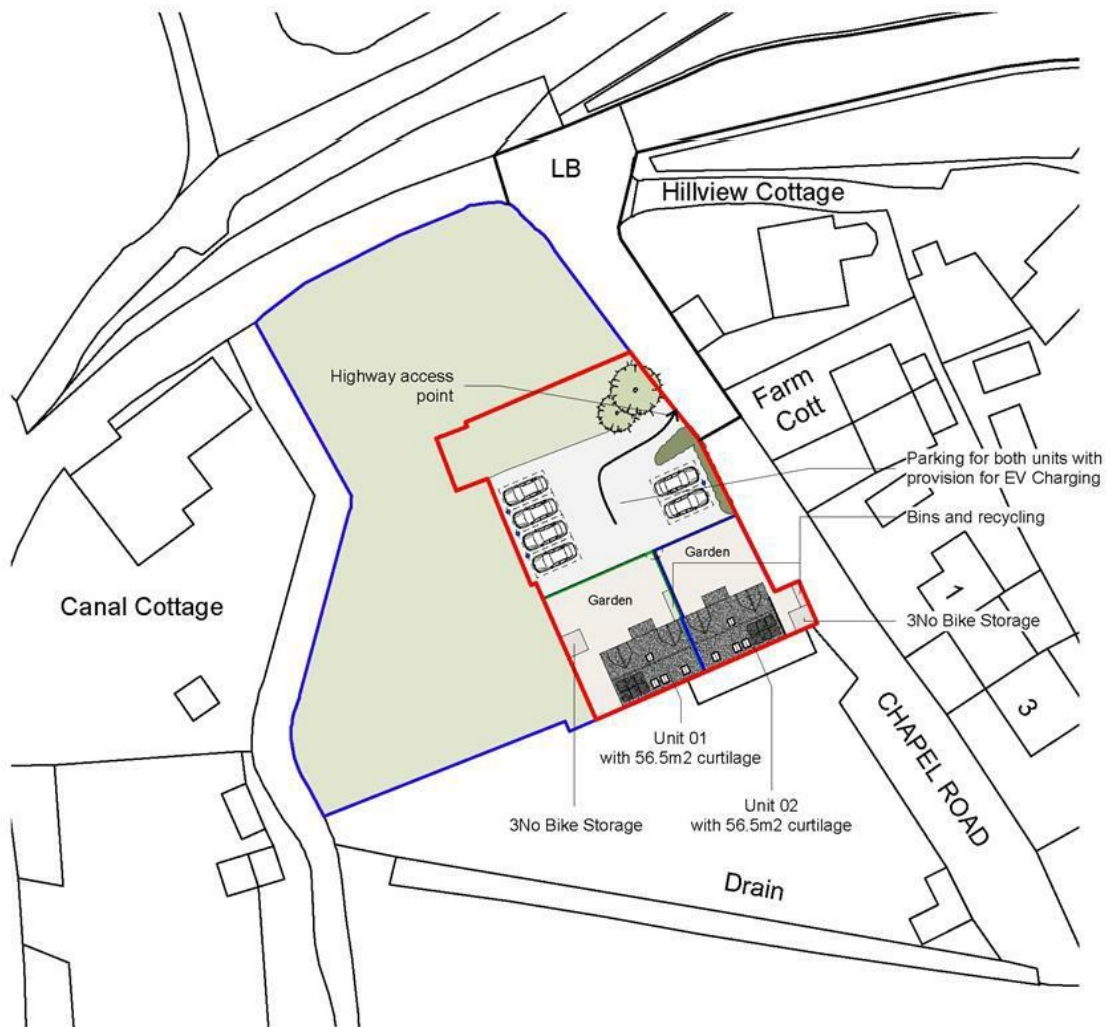 LB
Hillview Cottage
Highway access
point
Farm
Cott
Parking for both units with
provision for EV Charging
Bins and recycling
Garden
Garden
Canal Cottage
1
3No Bike Storage
3
CHAPEL ROAD
Unit 01
with 56.5m2 curtilage
Unit 02
with 56.5m2 curtilage
3No Bike Storage
Drain